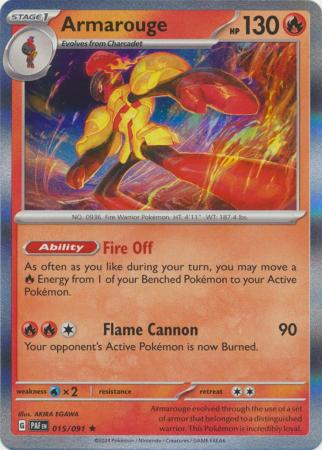 STAGE 1 Armarouge HP 130
Evolves from Charcadet
NO. 0936 Fire Warrior Pokémon HT: 4'11" WT: 187.4 lbs.
Ability Fire Off
As often as you like during your turn, you may move a
Energy from 1 of your Benched Pokémon to your Active
Pokémon.
Flame Cannon 90
Your opponent's Active Pokémon is now Burned.
weakness ×2 resistance retreat
Illus. AKIRA EGAWA
G PAF EN 015/091 ★
Armarouge evolved through the use of a
set of armor that belonged to a distinguished
warrior. This Pokémon is incredibly loyal.
©2024 Pokémon / Nintendo / Creatures / GAME FREAK